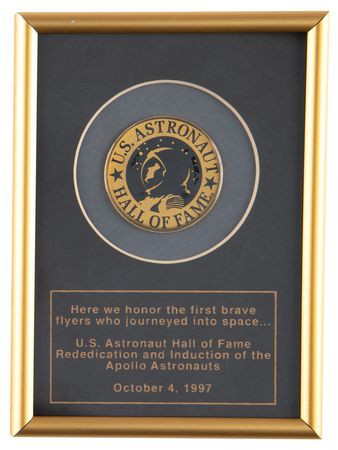 U.S. ASTRONAUT
HALL OF FAME
Here we honor the first brave
flyers who journeyed into space...
U.S. Astronaut Hall of Fame
Rededication and Induction of the
Apollo Astronauts
October 4, 1997